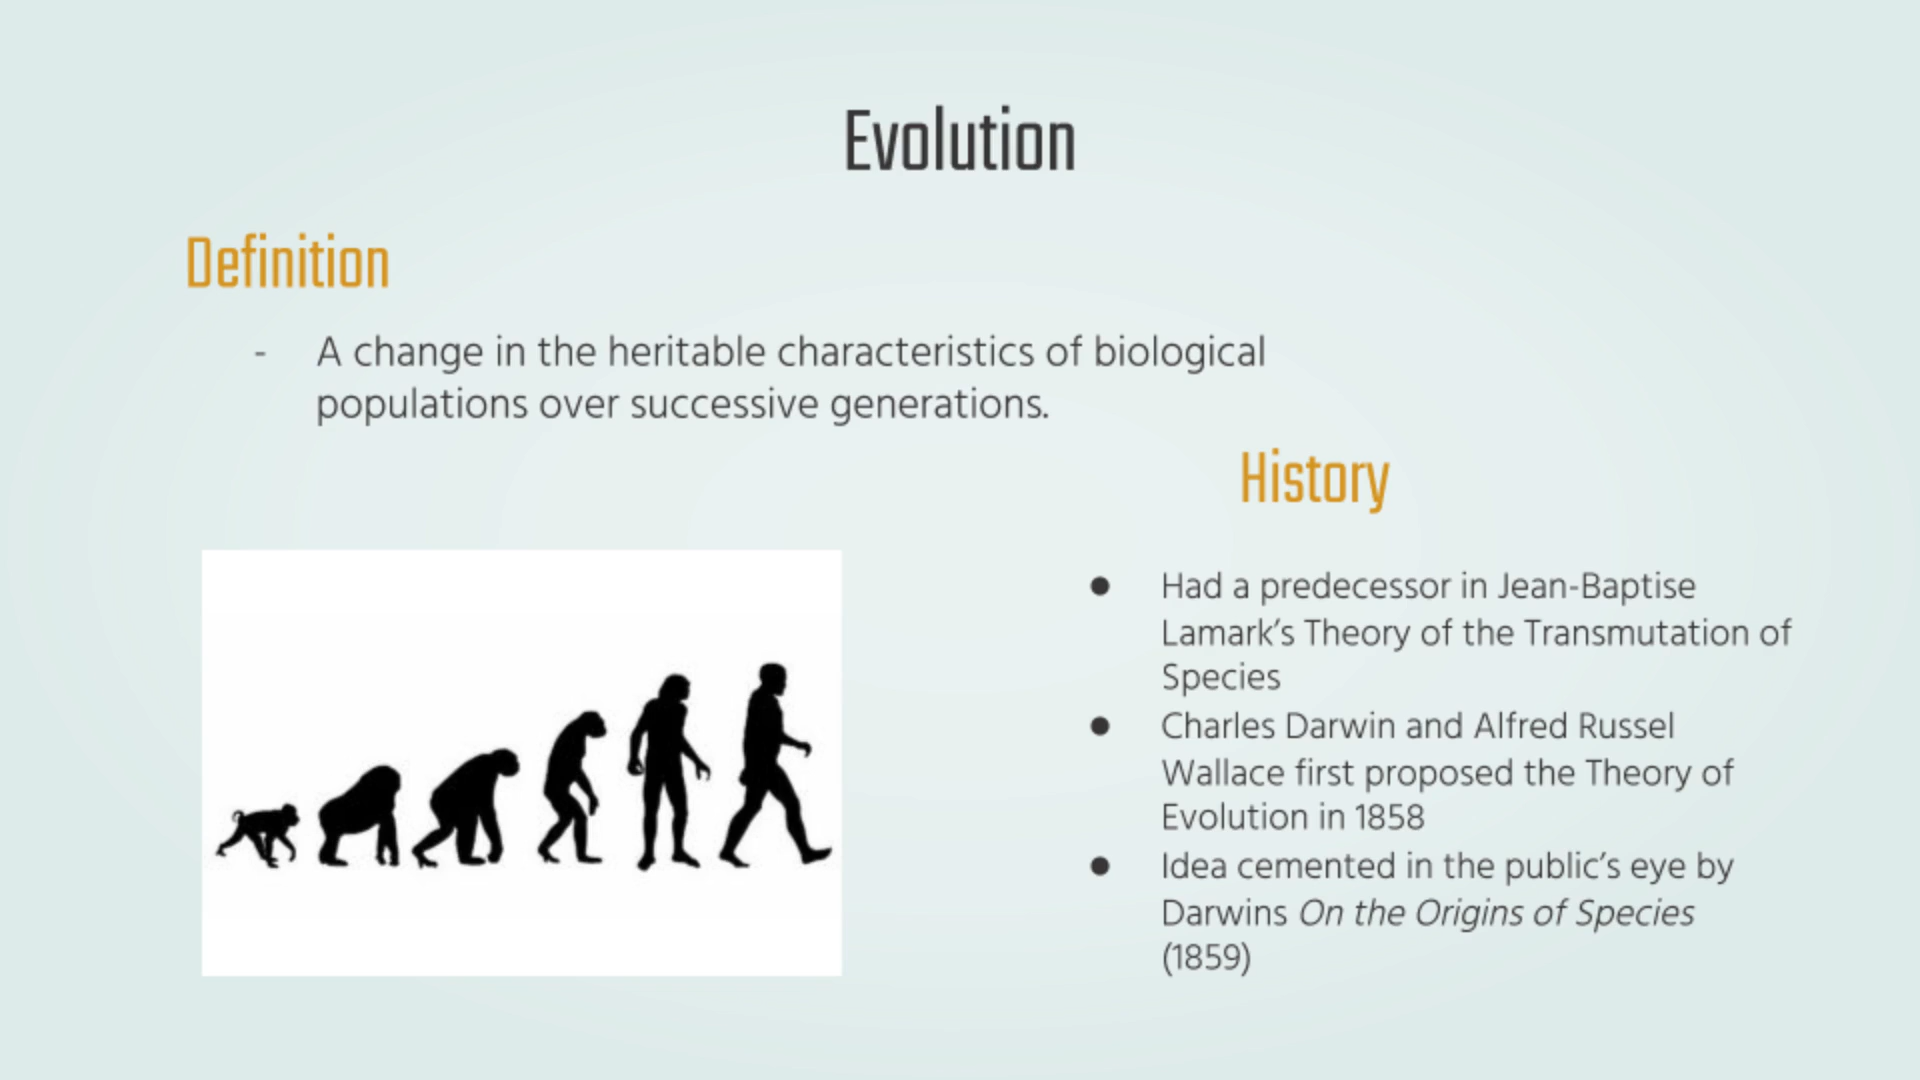 Evolution
Definition
- A change in the heritable characteristics of biological
populations over successive generations.
History
● Had a predecessor in Jean-Baptise
Lamark’s Theory of the Transmutation of
Species
● Charles Darwin and Alfred Russel
Wallace first proposed the Theory of
Evolution in 1858
● Idea cemented in the public’s eye by
Darwins On the Origins of Species
(1859)